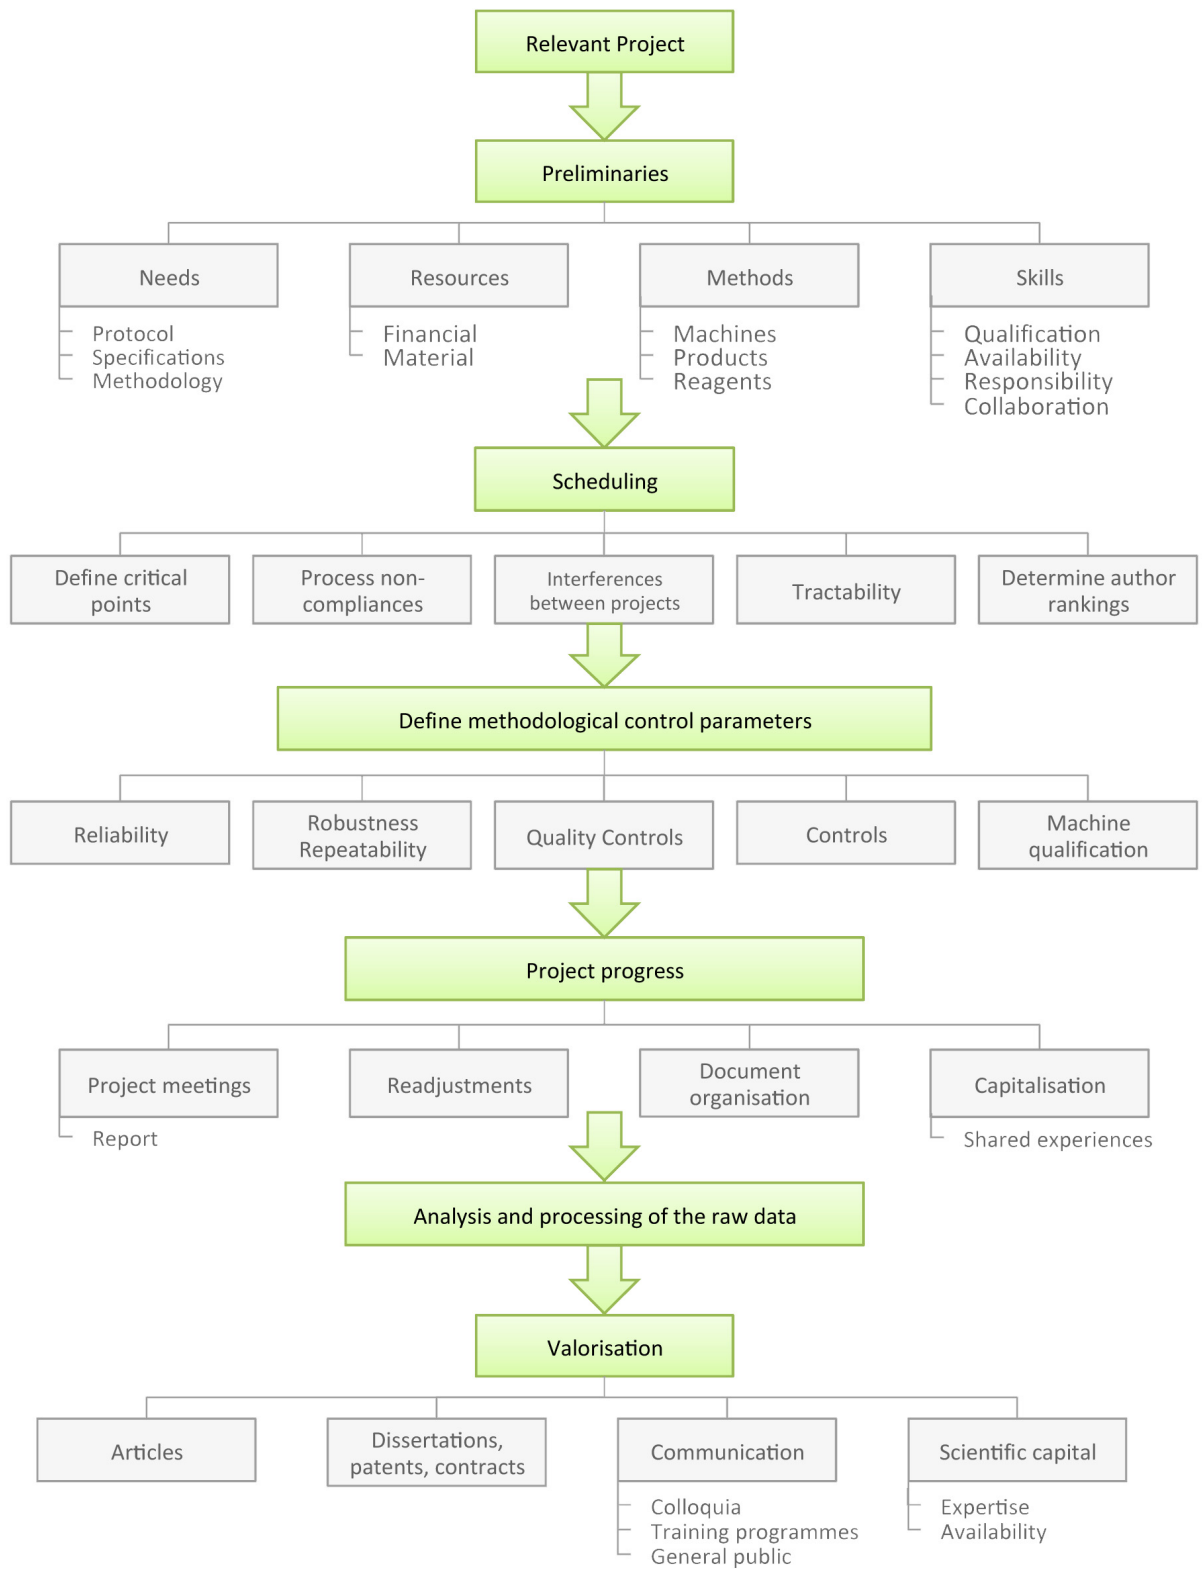 Relevant Project
Preliminaries
Needs
Protocol
Specifications
Methodology
Resources
Financial
Material
Methods
Machines
Products
Reagents
Skills
Qualification
Availability
Responsibility
Collaboration
Scheduling
Define critical
points
Process non-
compliances
Interferences
between projects
Tractability
Determine author
rankings
Define methodological control parameters
Reliability
Robustness
Repeatability
Quality Controls
Controls
Machine
qualification
Project progress
Project meetings
Report
Readjustments
Document
organisation
Capitalisation
Shared experiences
Analysis and processing of the raw data
Valorisation
Articles
Dissertations,
patents, contracts
Communication
Colloquia
Training programmes
General public
Scientific capital
Expertise
Availability